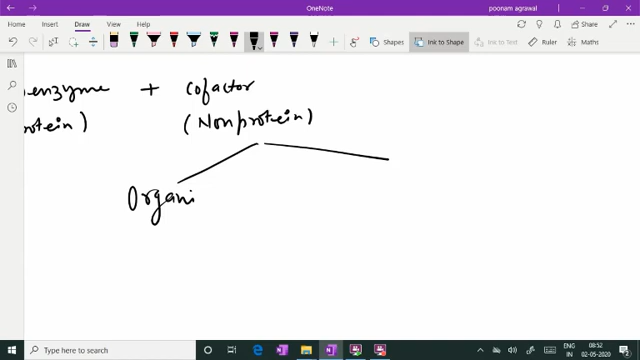 OneNote
poonam agrawal
Home Insert Draw View Help
Share
Shapes Ink to Shape Ink to Text Ruler Maths
enzyme + cofactor
rotein) (Nonprotein)
Organi
Type here to search
ENG 08:52
IN 02-05-2020